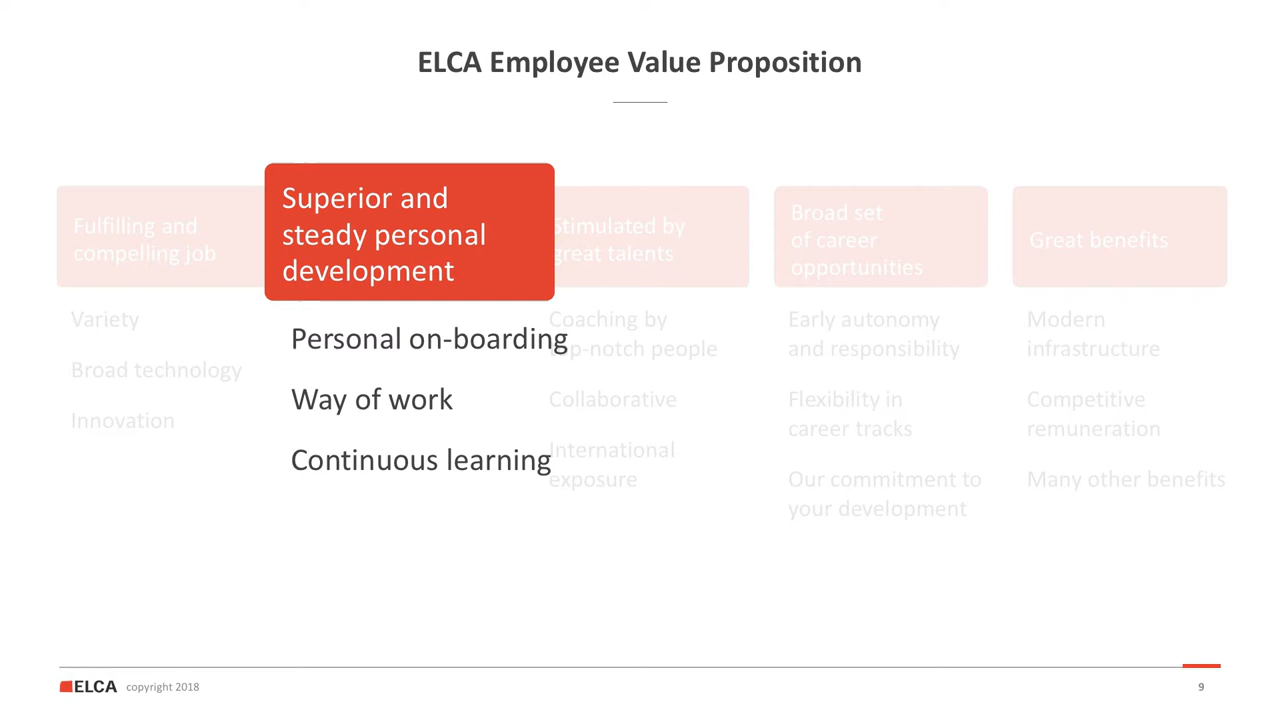 ELCA Employee Value Proposition
Fulfilling and
compelling job
Variety
Broad technology
Innovation
Superior and
steady personal
development
Personal on-boarding
Way of work
Continuous learning
Stimulated by
great talents
Coaching by
top-notch people
Collaborative
International
exposure
Broad set
of career
opportunities
Early autonomy
and responsibility
Flexibility in
career tracks
Our commitment to
your development
Great benefits
Modern
infrastructure
Competitive
remuneration
Many other benefits
ELCA copyright 2018
9